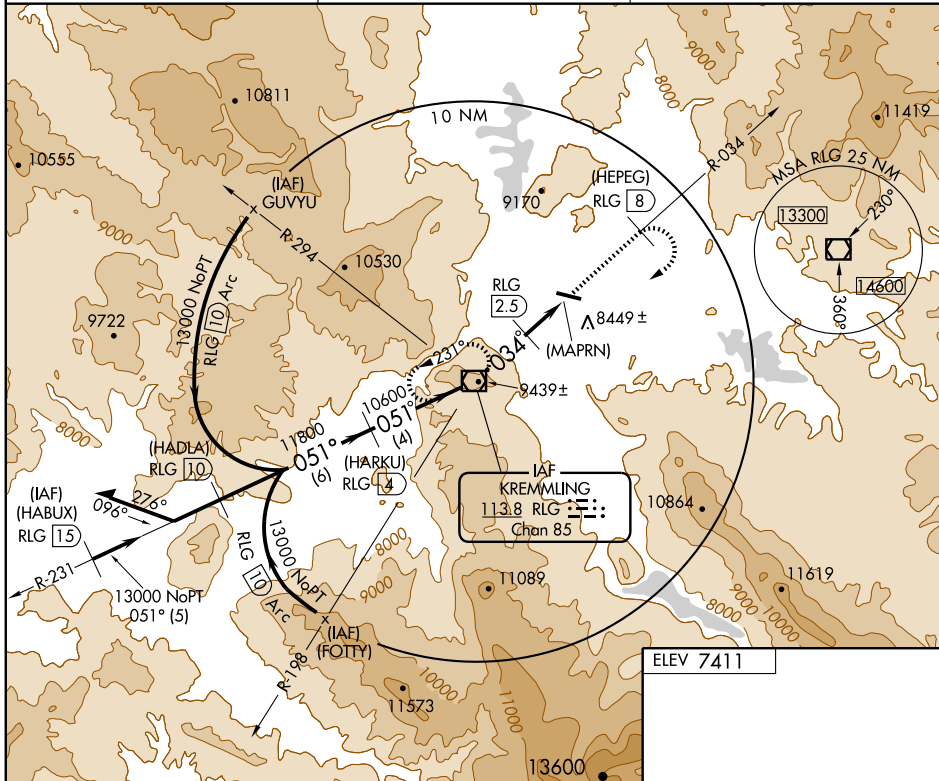 10811
10555
10 NM
9000
8000
R-034
11419
MSA RLG 25 NM
13300
230°
14600
360°
(IAF)
GUVYU
R-294
9170
(HEPEG)
RLG 8
9000
13000 NoPT
RLG 10 Arc
10530
9722
RLG
2.5
8449±
(MAPRN)
034°
231°
9439±
8000
10600
051°
(4)
11800
051°
(6)
(HARKU)
RLG 4
(HADLA)
RLG 10
(IAF)
(HABUX)
RLG 15
276°
096°
IAF
KREMMLING
113.8 RLG
Chan 85
10864
R-231
13000 NoPT
051° (5)
13000 NoPT
RLG 10 Arc
8000
9000
11089
11619
8000
9000
10000
(IAF)
(FOTTY)
R-198
10000
11573
11000
13600
ELEV 7411